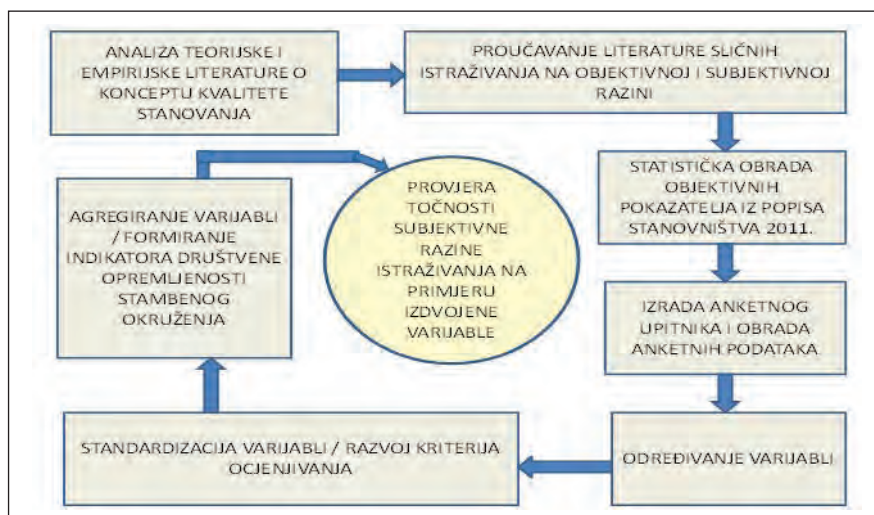 ANALIZA TEORIJSKE I
EMPIRIJSKE LITERATURE O
KONCEPTU KVALITETE
STANOVANJA
PROUČAVANJE LITERATURE SLIČNIH
ISTRAŽIVANJA NA OBJEKTIVNOJ I SUBJEKTIVNOJ
RAZINI
STATISTIČKA OBRADA
OBJEKTIVNIH
POKAZATELJA IZ POPISA
STANOVNIŠTVA 2011.
IZRADA ANKETNOG
UPITNIKA I OBRADA
ANKETNIH PODATAKA
ODREĐIVANJE VARIJABLI
STANDARDIZACIJA VARIJABLI / RAZVOJ KRITERIJA
OCJENJIVANJA
AGREGIRANJE VARIJABLI
/ FORMIRANJE
INDIKATORA DRUŠTVENE
OPREMLJENOSTI
STAMBENOG
OKRUŽENJA
PROVJERA
TOČNOSTI
SUBJEKTIVNE
RAZINE
ISTRAŽIVANJA NA
PRIMJERU
IZDVOJENE
VARIJABLE